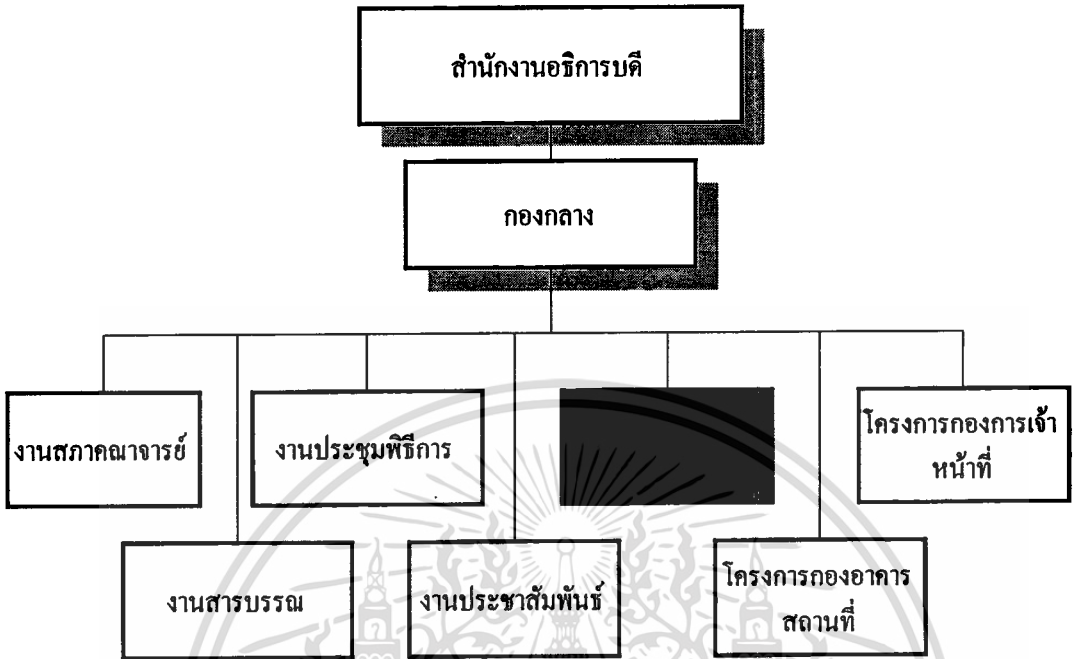 สำนักงานอธิการบดี
กองกลาง
งานสภาคณาจารย์
งานประชุมพิธีการ
โครงการกองการเจ้า
หน้าที่
งานสารบรรณ
งานประชาสัมพันธ์
โครงการกองอาคาร
สถานที่